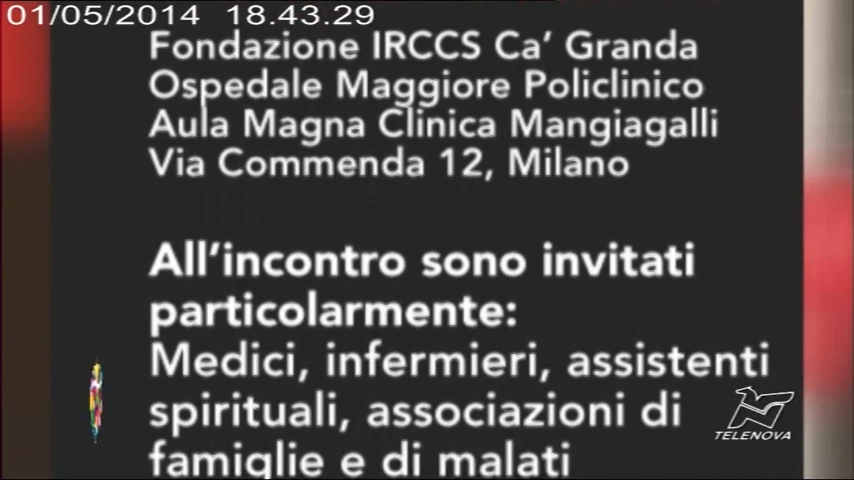 01/05/2014 18.43.29
Fondazione IRCCS Ca' Granda
Ospedale Maggiore Policlinico
Aula Magna Clinica Mangiagalli
Via Commenda 12, Milano
All'incontro sono invitati
particolarmente:
Medici, infermieri, assistenti
spirituali, associazioni di
famiglie e di malati
TELENOVA